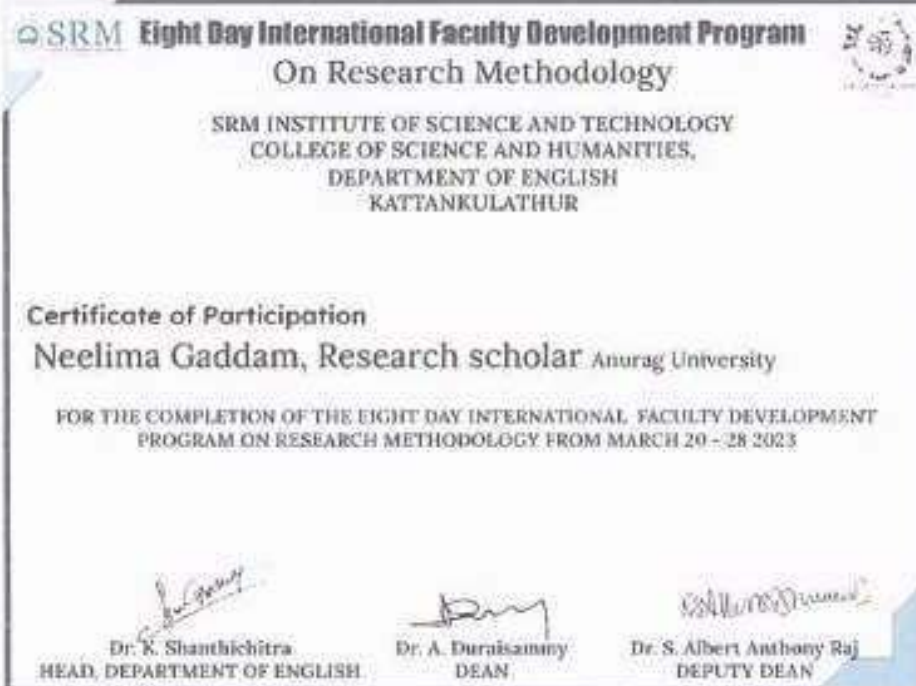 SRM Eight Day International Faculty Development Program
On Research Methodology
SRM INSTITUTE OF SCIENCE AND TECHNOLOGY
COLLEGE OF SCIENCE AND HUMANITIES,
DEPARTMENT OF ENGLISH
KATTANKULATHUR
Certificate of Participation
Neelima Gaddam, Research scholar Anurag University
FOR THE COMPLETION OF THE EIGHT DAY INTERNATIONAL FACULTY DEVELOPMENT
PROGRAM ON RESEARCH METHODOLOGY FROM MARCH 20 - 28 2023
Dr. K. Shanthichitra Dr. A. Duraisammy Dr. S. Albert Anthony Raj
HEAD, DEPARTMENT OF ENGLISH DEAN DEPUTY DEAN